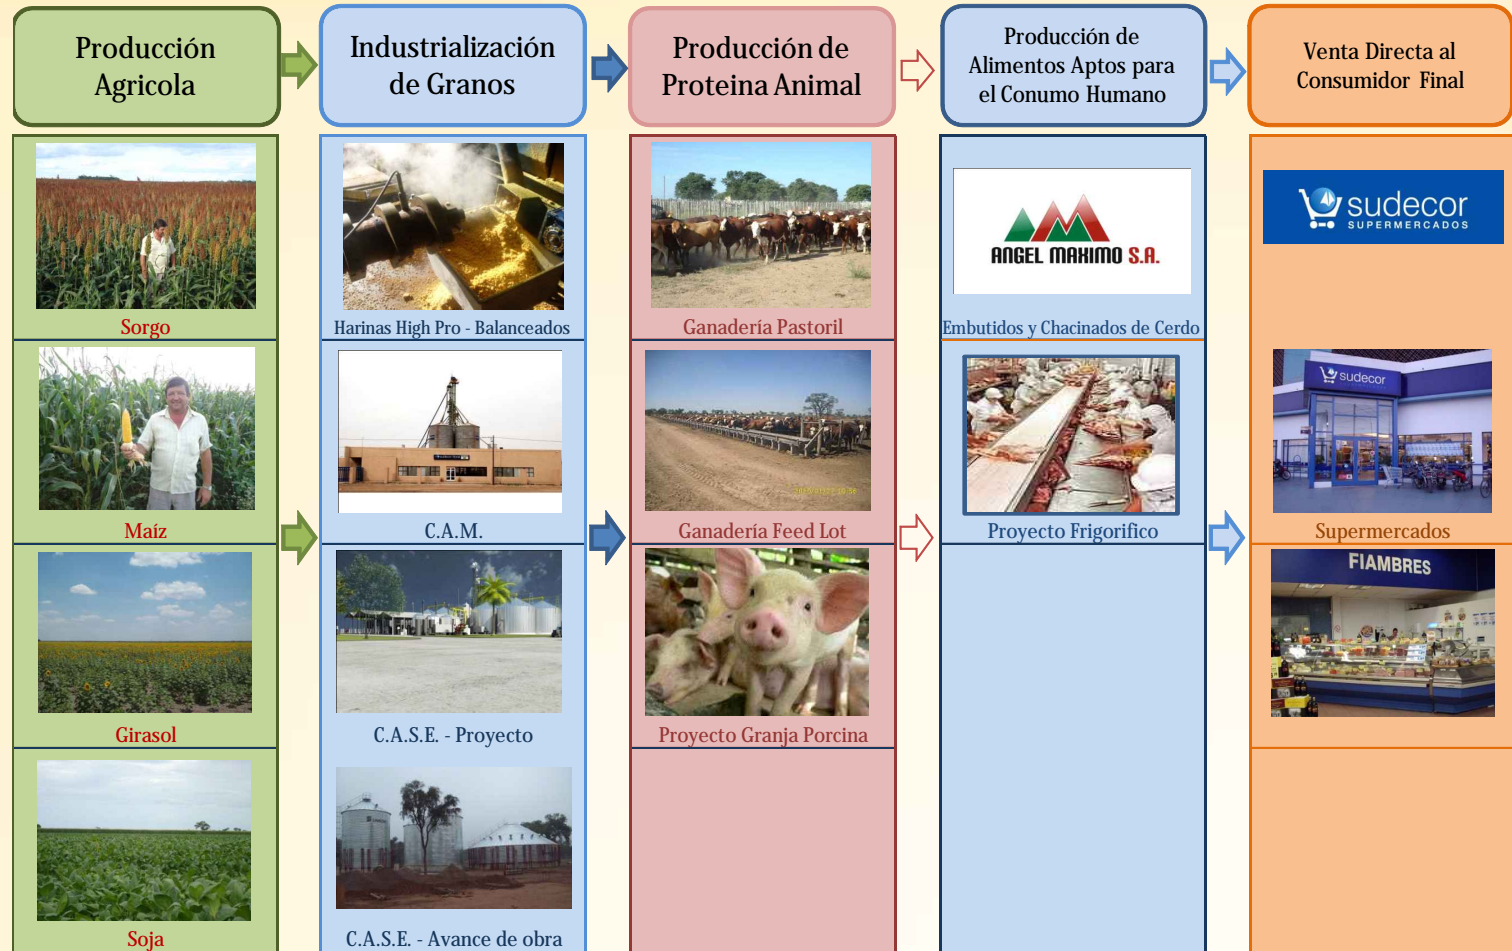 Producción
Agricola
Industrialización
de Granos
Producción de
Proteina Animal
Producción de
Alimentos Aptos para
el Conumo Humano
Venta Directa al
Consumidor Final
Sorgo
Maíz
Girasol
Soja
Harinas High Pro - Balanceados
C.A.M.
C.A.S.E. - Proyecto
C.A.S.E. - Avance de obra
Ganadería Pastoril
Ganadería Feed Lot
Proyecto Granja Porcina
ANGEL MAXIMO S.A.
Embutidos y Chacinados de Cerdo
Proyecto Frigorifico
sudecor
SUPERMERCADOS
sudecor
Supermercados
FIAMBRES